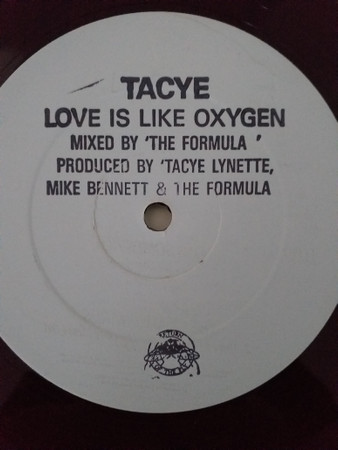 TACYE
LOVE IS LIKE OXYGEN
MIXED BY 'THE FORMULA '
PRODUCED BY 'TACYE LYNETTE,
MIKE BENNETT & THE FORMULA